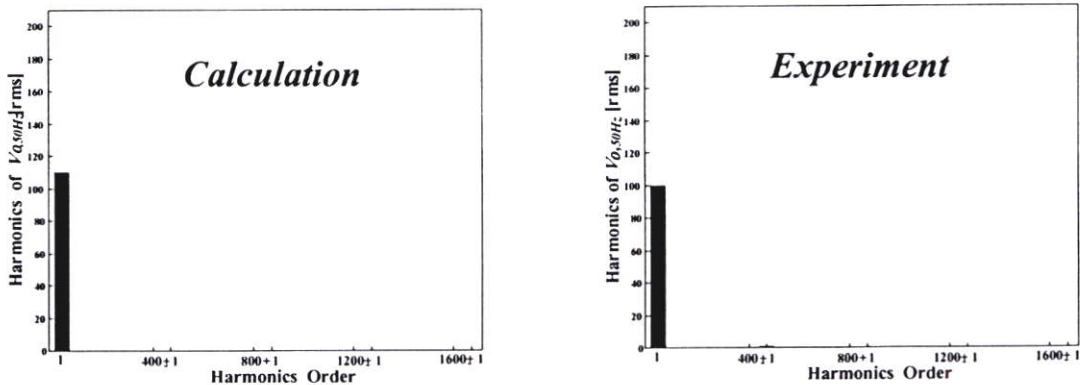 Calculation
Harmonics of VO,50Hz[rms]
200
180
160
140
120
100
80
60
40
20
0
1 400±1 800±1 1200±1 1600±1
Harmonics Order
Experiment
Harmonics of VO,50Hz [rms]
200
180
160
140
120
100
80
60
40
20
0
1 400±1 800±1 1200±1 1600±1
Harmonics Order